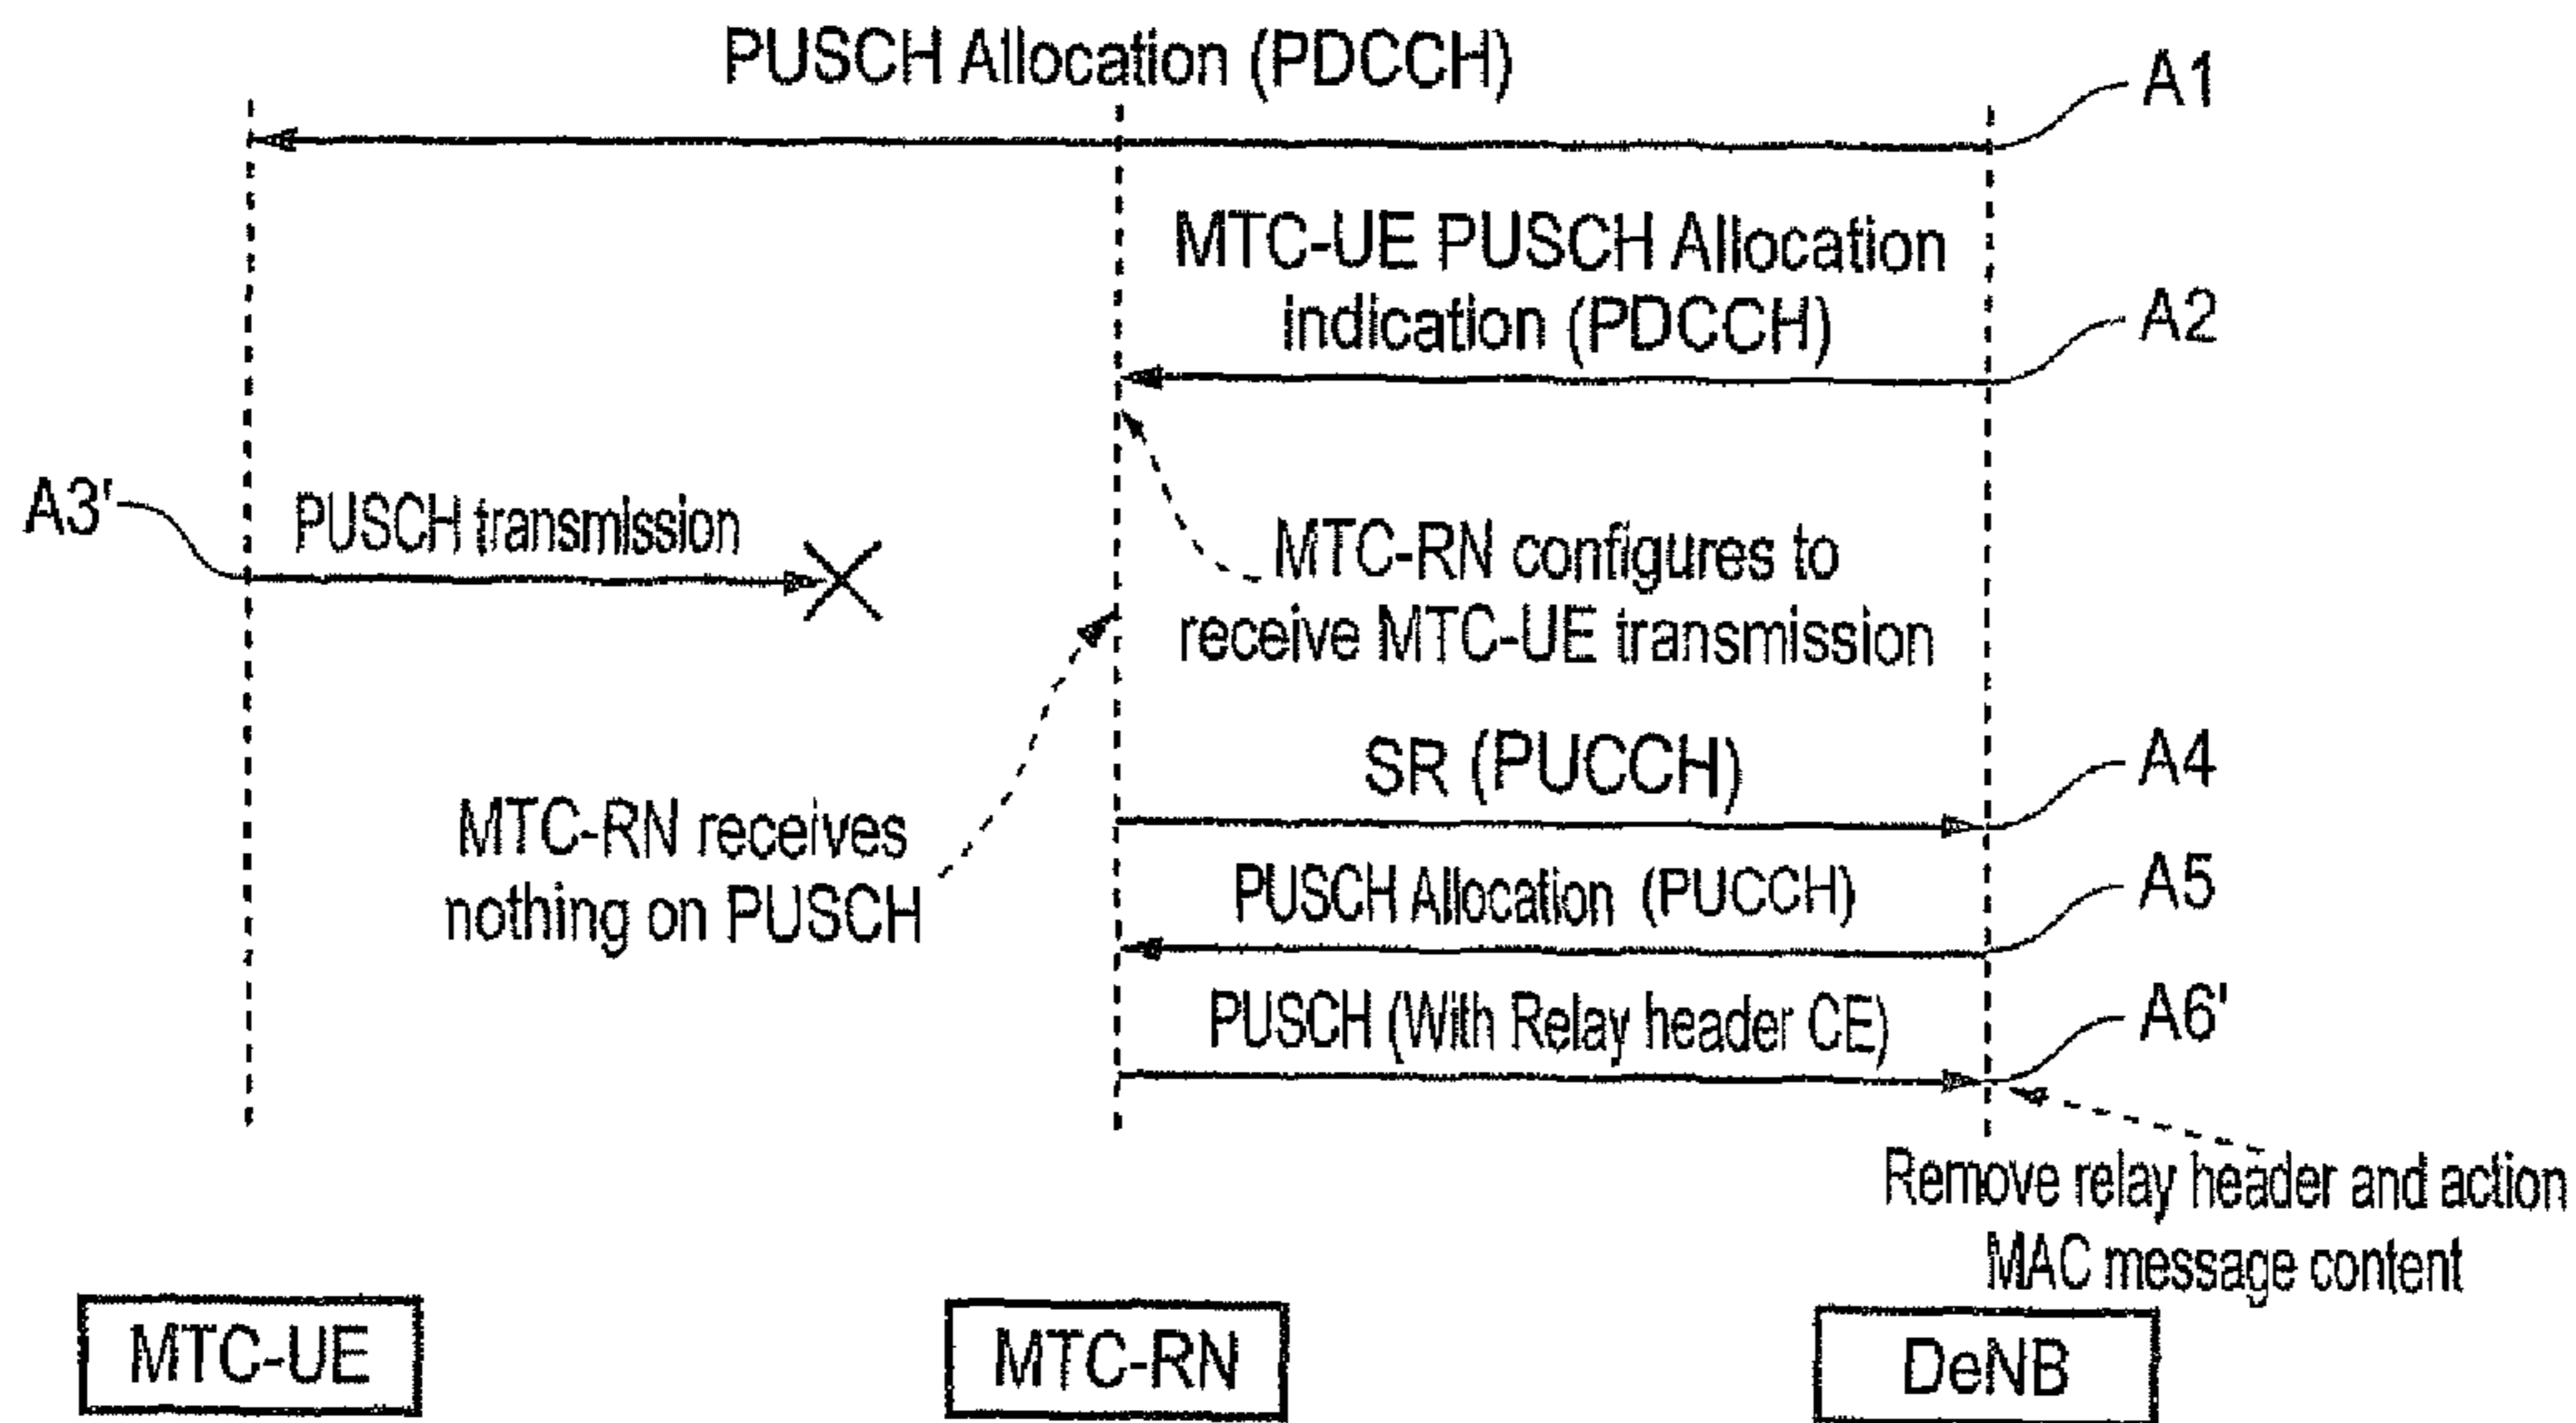 PUSCH Allocation (PDCCH)
A1
MTC-UE PUSCH Allocation
indication (PDCCH)
A2
A3'
PUSCH transmission
MTC-RN configures to
receive MTC-UE transmission
SR (PUCCH)
A4
MTC-RN receives
nothing on PUSCH
PUSCH Allocation (PUCCH)
A5
PUSCH (With Relay header CE)
A6'
Remove relay header and action
MAC message content
MTC-UE
MTC-RN
DeNB